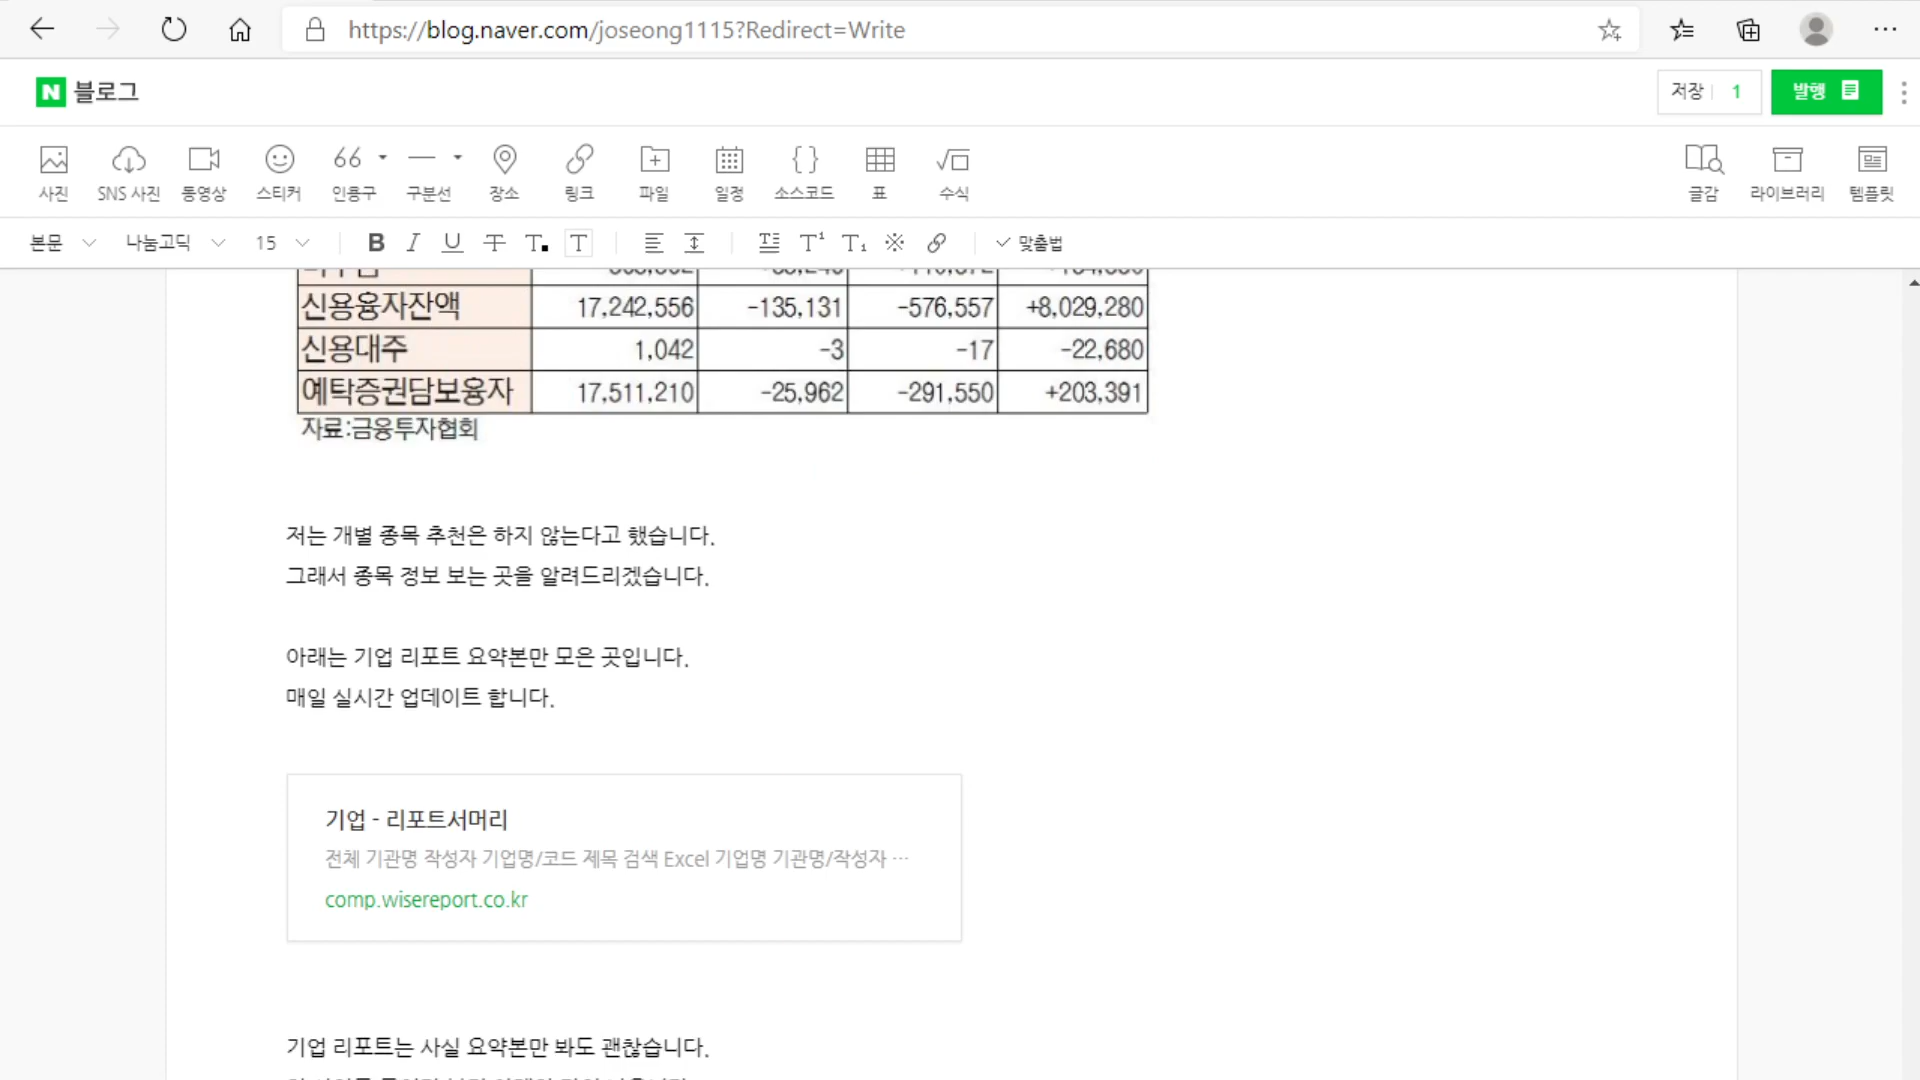 https://blog.naver.com/joseong1115?Redirect=Write
N 블로그
저장 1 발행
사진 SNS 사진 동영상 스티커 인용구 구분선 장소 링크 파일 일정 소스코드 표 수식 글감 라이브러리 템플릿
본문 나눔고딕 15 맞춤법
신용융자잔액 17,242,556 -135,131 -576,557 +8,029,280
신용대주 1,042 -3 -17 -22,680
예탁증권담보융자 17,511,210 -25,962 -291,550 +203,391
자료:금융투자협회
저는 개별 종목 추천은 하지 않는다고 했습니다.
그래서 종목 정보 보는 곳을 알려드리겠습니다.
아래는 기업 리포트 요약본만 모은 곳입니다.
매일 실시간 업데이트 합니다.
기업 - 리포트서머리
전체 기관명 작성자 기업명/코드 제목 검색 Excel 기업명 기관명/작성자 ···
comp.wisereport.co.kr
기업 리포트는 사실 요약본만 봐도 괜찮습니다.